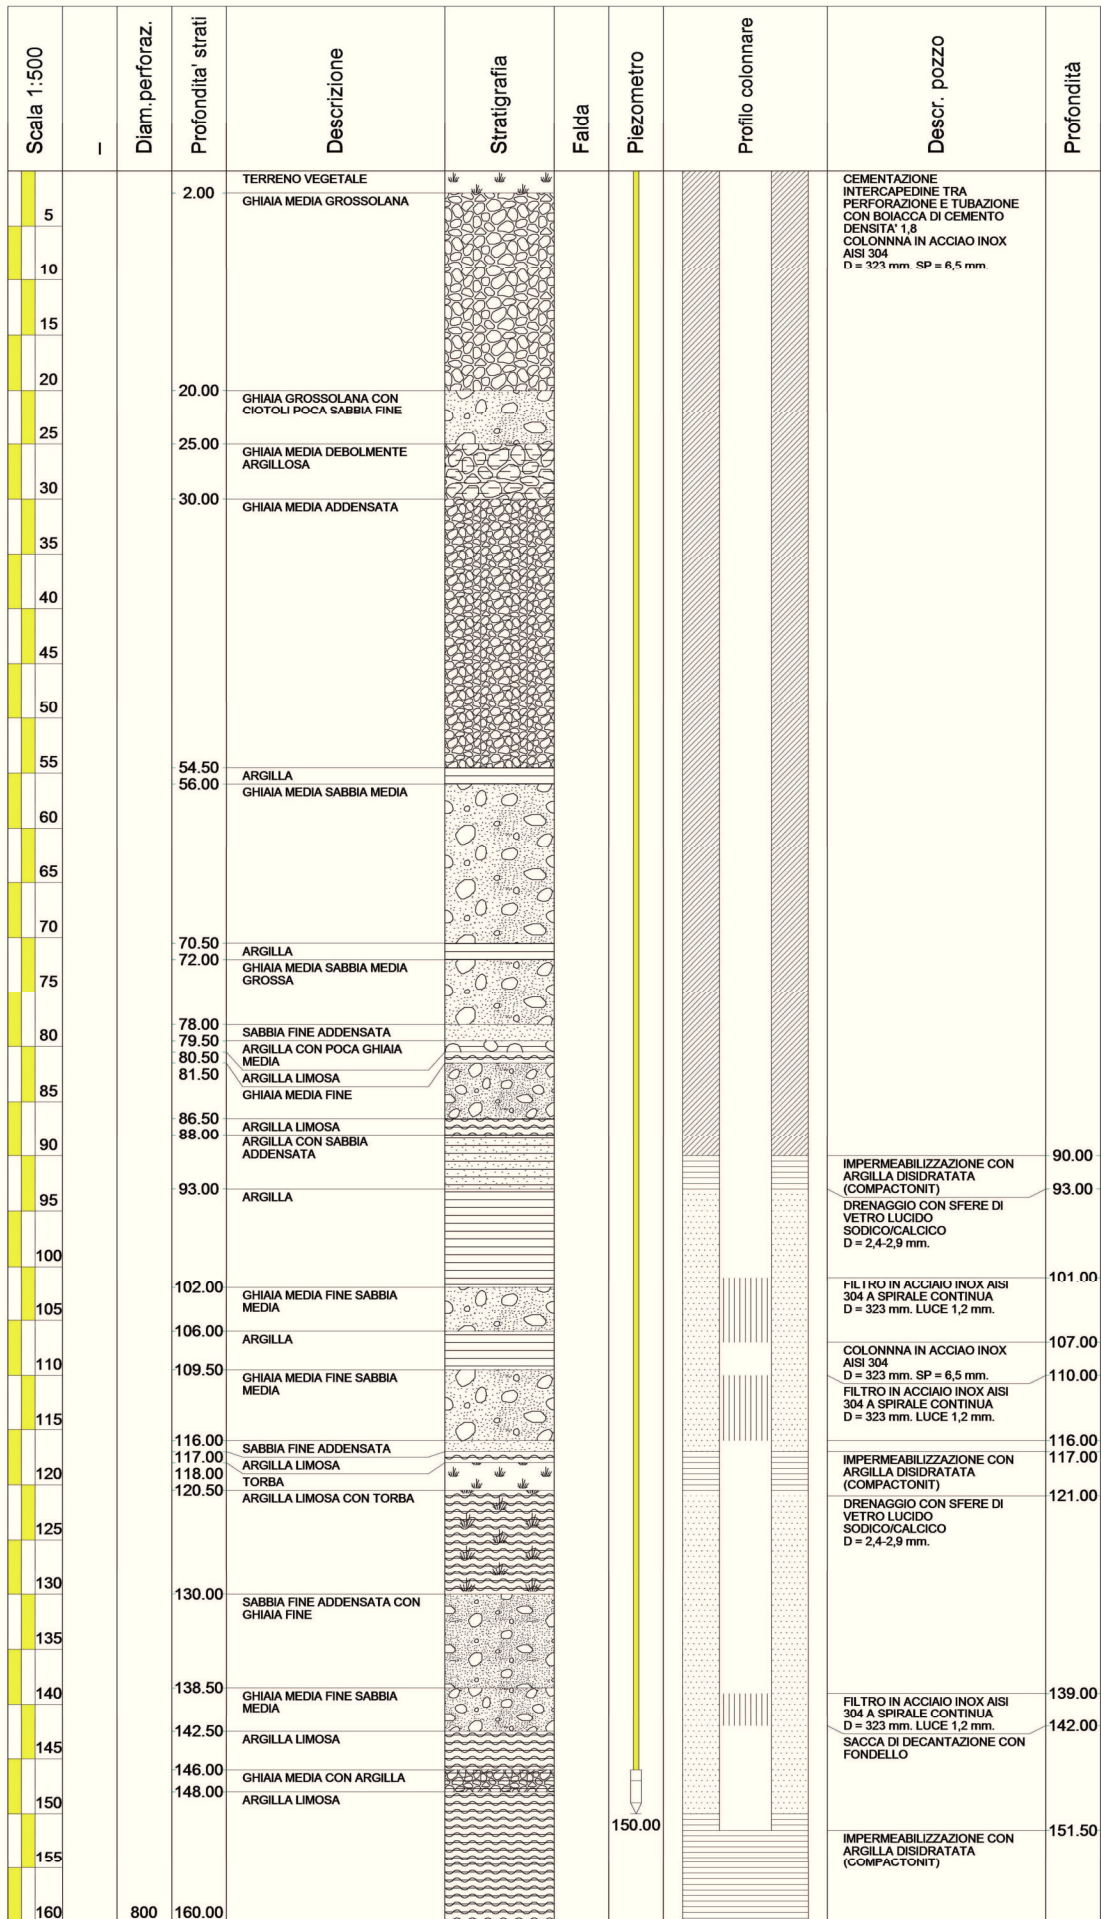 Scala 1:500
–
Diam.perforaz.
Profondita' strati
Descrizione
Stratigrafia
Falda
Piezometro
Profilo colonnare
Descr. pozzo
Profondità
5
10
15
20
25
30
35
40
45
50
55
60
65
70
75
80
85
90
95
100
105
110
115
120
125
130
135
140
145
150
155
160
800
2.00
20.00
25.00
30.00
54.50
56.00
70.50
72.00
78.00
79.50
80.50
81.50
86.50
88.00
93.00
102.00
106.00
109.50
116.00
117.00
118.00
120.50
130.00
138.50
142.50
146.00
148.00
160.00
TERRENO VEGETALE
GHIAIA MEDIA GROSSOLANA
GHIAIA GROSSOLANA CON
CIOTOLI POCA SABBIA FINE
GHIAIA MEDIA DEBOLMENTE
ARGILLOSA
GHIAIA MEDIA ADDENSATA
ARGILLA
GHIAIA MEDIA SABBIA MEDIA
ARGILLA
GHIAIA MEDIA SABBIA MEDIA
GROSSA
SABBIA FINE ADDENSATA
ARGILLA CON POCA GHIAIA
MEDIA
ARGILLA LIMOSA
GHIAIA MEDIA FINE
ARGILLA LIMOSA
ARGILLA CON SABBIA
ADDENSATA
ARGILLA
GHIAIA MEDIA FINE SABBIA
MEDIA
ARGILLA
GHIAIA MEDIA FINE SABBIA
MEDIA
SABBIA FINE ADDENSATA
ARGILLA LIMOSA
TORBA
ARGILLA LIMOSA CON TORBA
SABBIA FINE ADDENSATA CON
GHIAIA FINE
GHIAIA MEDIA FINE SABBIA
MEDIA
ARGILLA LIMOSA
GHIAIA MEDIA CON ARGILLA
ARGILLA LIMOSA
150.00
CEMENTAZIONE
INTERCAPEDINE TRA
PERFORAZIONE E TUBAZIONE
CON BOIACCA DI CEMENTO
DENSITA' 1,8
COLONNNA IN ACCIAO INOX
AISI 304
D = 323 mm. SP = 6,5 mm.
IMPERMEABILIZZAZIONE CON
ARGILLA DISIDRATATA
(COMPACTONIT)
DRENAGGIO CON SFERE DI
VETRO LUCIDO
SODICO/CALCICO
D = 2,4-2,9 mm.
FILTRO IN ACCIAIO INOX AISI
304 A SPIRALE CONTINUA
D = 323 mm. LUCE 1,2 mm.
COLONNNA IN ACCIAO INOX
AISI 304
D = 323 mm. SP = 6,5 mm.
FILTRO IN ACCIAIO INOX AISI
304 A SPIRALE CONTINUA
D = 323 mm. LUCE 1,2 mm.
IMPERMEABILIZZAZIONE CON
ARGILLA DISIDRATATA
(COMPACTONIT)
DRENAGGIO CON SFERE DI
VETRO LUCIDO
SODICO/CALCICO
D = 2,4-2,9 mm.
FILTRO IN ACCIAIO INOX AISI
304 A SPIRALE CONTINUA
D = 323 mm. LUCE 1,2 mm.
SACCA DI DECANTAZIONE CON
FONDELLO
IMPERMEABILIZZAZIONE CON
ARGILLA DISIDRATATA
(COMPACTONIT)
90.00
93.00
101.00
107.00
110.00
116.00
117.00
121.00
139.00
142.00
151.50